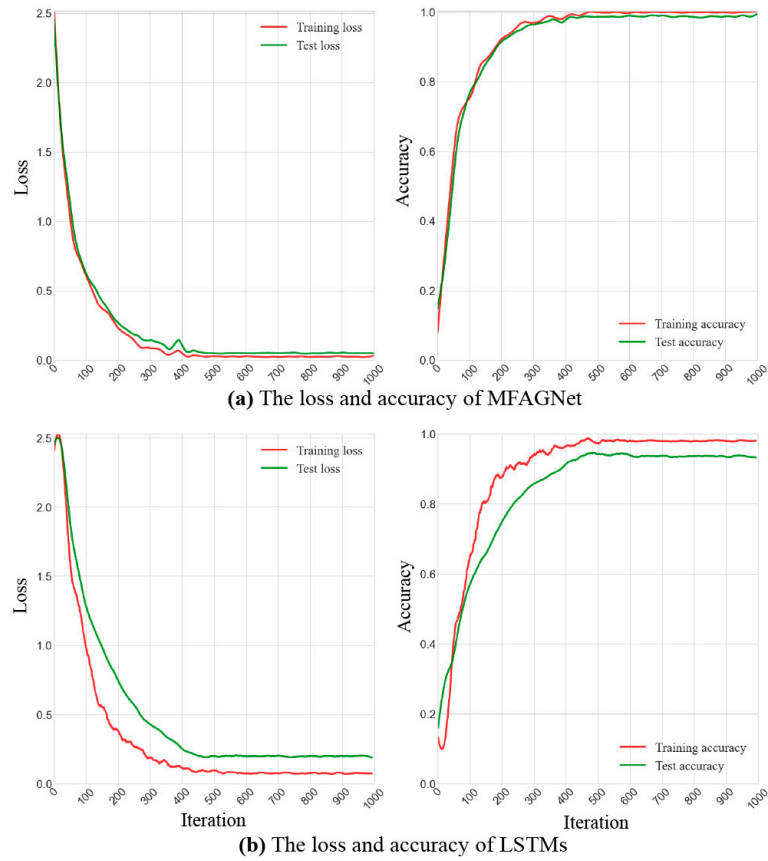 2.5
2.0
1.5
1.0
0.5
0.0
Loss
Training loss
Test loss
0 100 200 300 400 500 600 700 800 900 1000
1.0
0.8
0.6
0.4
0.2
0.0
Accuracy
Training accuracy
Test accuracy
0 100 200 300 400 500 600 700 800 900 1000
(a) The loss and accuracy of MFAGNet
2.5
2.0
1.5
1.0
0.5
0.0
Loss
Training loss
Test loss
0 100 200 300 400 500 600 700 800 900 1000
Iteration
1.0
0.8
0.6
0.4
0.2
0.0
Accuracy
Training accuracy
Test accuracy
0 100 200 300 400 500 600 700 800 900 1000
Iteration
(b) The loss and accuracy of LSTMs